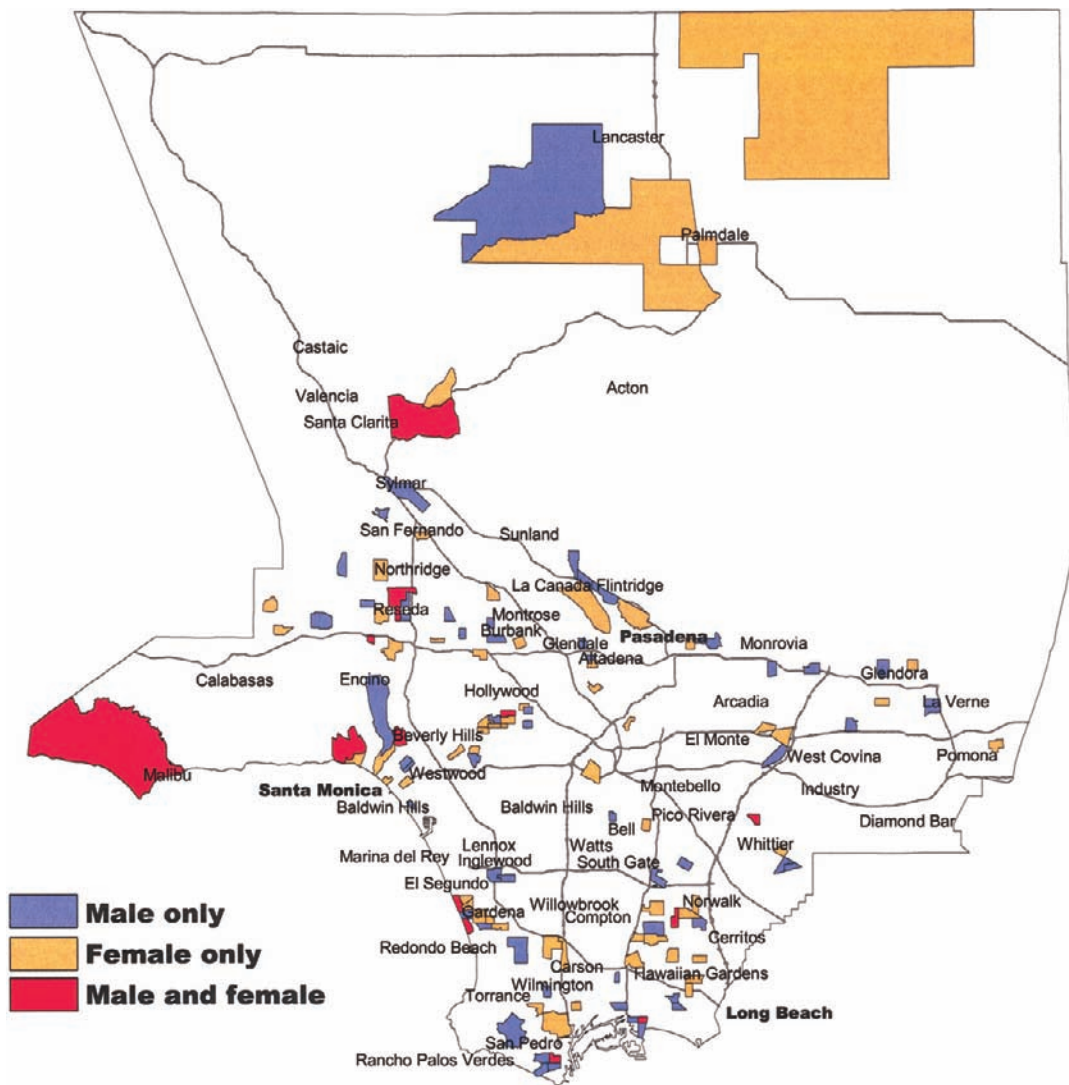 Lancaster
Palmdale
Castaic
Acton
Valencia
Santa Clarita
Sylmar
San Fernando
Sunland
Northridge
La Canada Flintridge
Reseda
Montrose
Burbank
Glendale
Pasadena
Monrovia
Altadena
Glendora
Calabasas
Encino
Hollywood
Arcadia
La Verne
Beverly Hills
El Monte
West Covina
Pomona
Malibu
Westwood
Santa Monica
Montebello
Industry
Baldwin Hills
Baldwin Hills
Pico Rivera
Diamond Bar
Bell
Whittier
Marina del Rey
Lennox
Watts
Inglewood
South Gate
El Segundo
Male only
Gardena
Willowbrook
Norwalk
Compton
Cerritos
Female only
Redondo Beach
Carson
Hawaiian Gardens
Male and female
Wilmington
Torrance
Long Beach
San Pedro
Rancho Palos Verdes